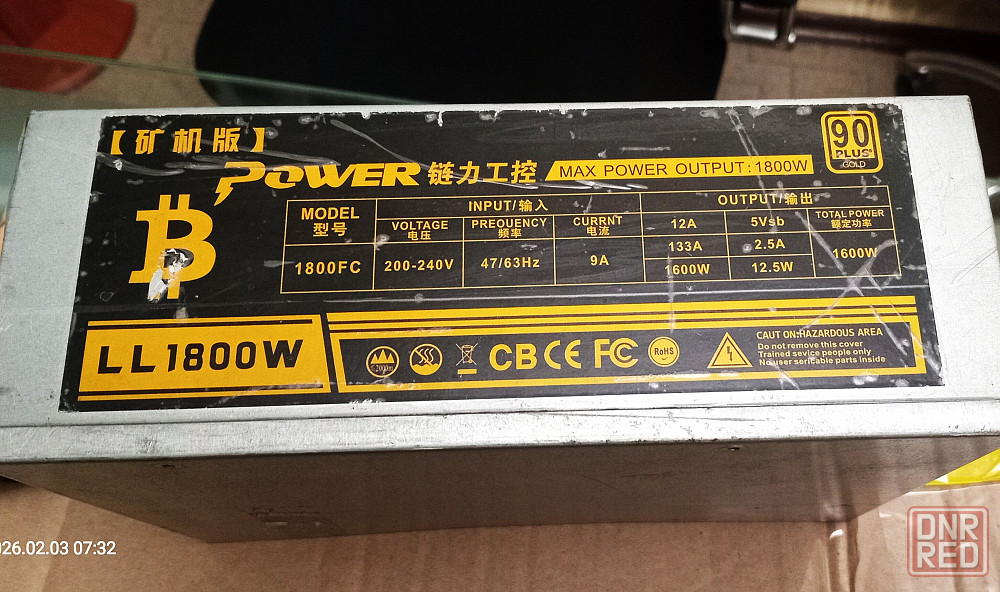 【矿机版】
POWER 链力工控 MAX POWER OUTPUT: 1800W
90
PLUS
GOLD
MODEL
型号
INPUT/输入
OUTPUT/输出
VOLTAGE
电压
PREQUENCY
频率
CURRNT
电流
12A
5Vsb
TOTAL POWER
额定功率
1800FC
200-240V
47/63Hz
9A
133A
2.5A
1600W
1600W
12.5W
LL1800W
≤2000m
CB CE FC RoHS
CAUT ON:HAZARDOUS AREA
Do not remove this cover
Trained sevice people only
No user sericable parts inside
026.02.03 07:32
DNR
RED